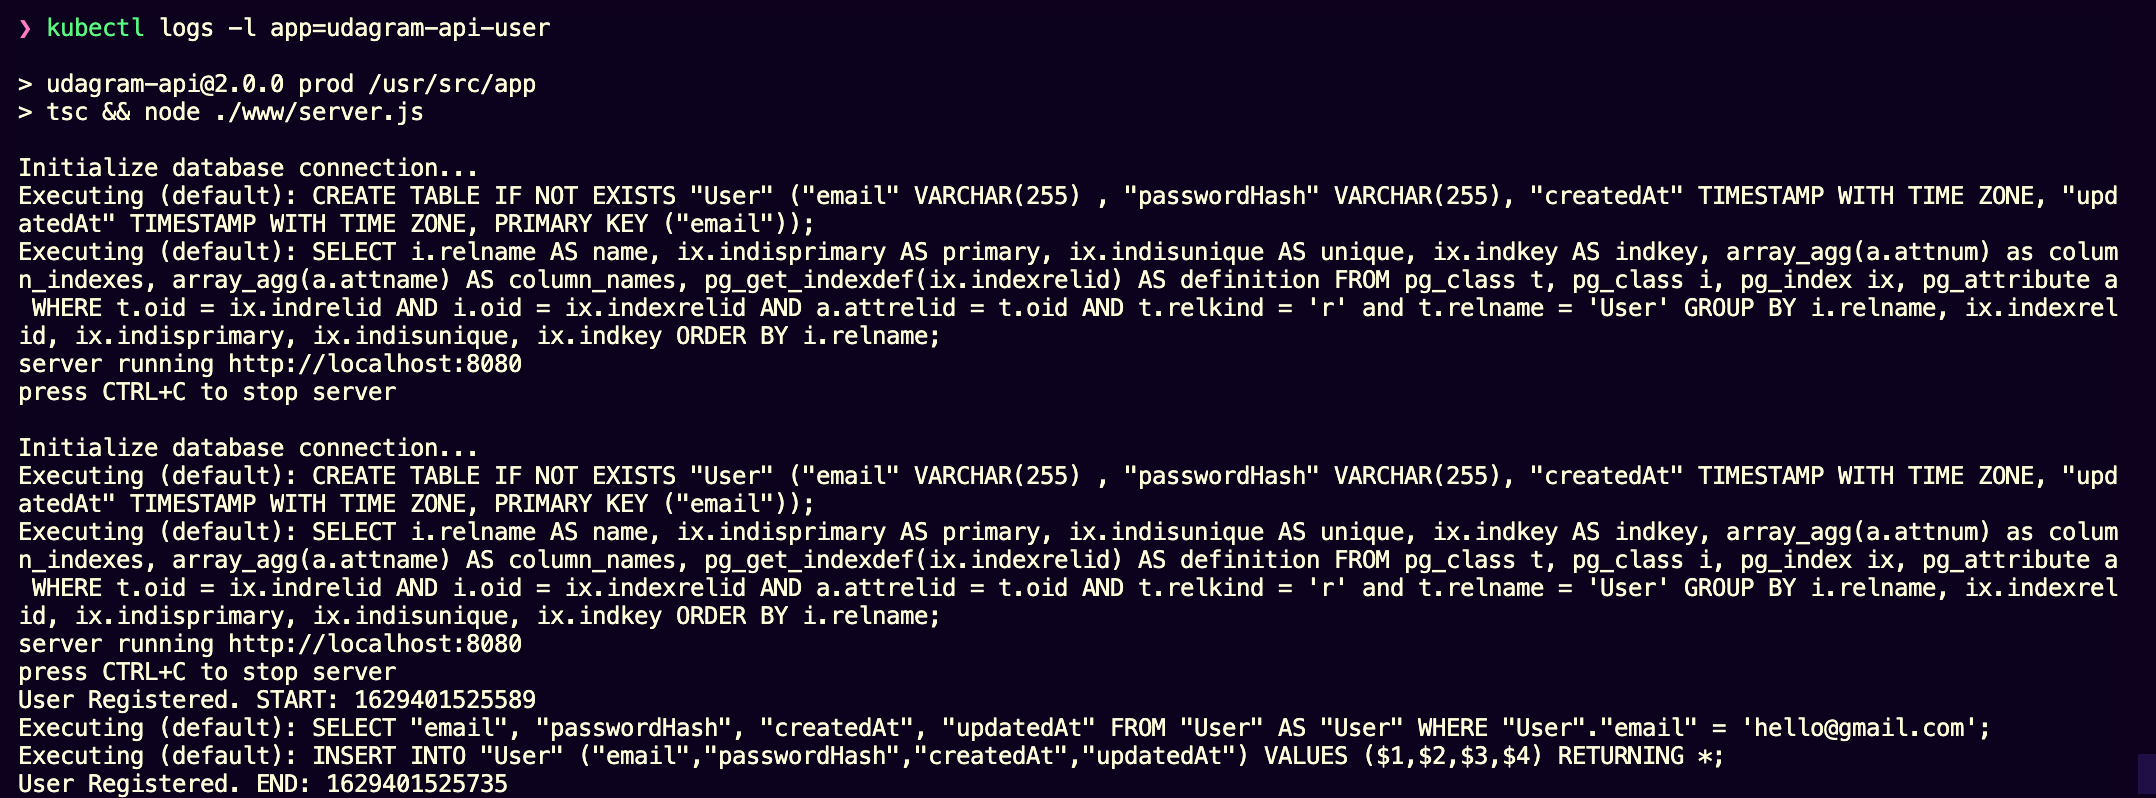 ❯ kubectl logs -l app=udagram-api-user
> udagram-api@2.0.0 prod /usr/src/app
> tsc && node ./www/server.js
Initialize database connection...
Executing (default): CREATE TABLE IF NOT EXISTS "User" ("email" VARCHAR(255) , "passwordHash" VARCHAR(255), "createdAt" TIMESTAMP WITH TIME ZONE, "upd
atedAt" TIMESTAMP WITH TIME ZONE, PRIMARY KEY ("email"));
Executing (default): SELECT i.relname AS name, ix.indisprimary AS primary, ix.indisunique AS unique, ix.indkey AS indkey, array_agg(a.attnum) as colum
n_indexes, array_agg(a.attname) AS column_names, pg_get_indexdef(ix.indexrelid) AS definition FROM pg_class t, pg_class i, pg_index ix, pg_attribute a
 WHERE t.oid = ix.indrelid AND i.oid = ix.indexrelid AND a.attrelid = t.oid AND t.relkind = 'r' and t.relname = 'User' GROUP BY i.relname, ix.indexrel
id, ix.indisprimary, ix.indisunique, ix.indkey ORDER BY i.relname;
server running http://localhost:8080
press CTRL+C to stop server
Initialize database connection...
Executing (default): CREATE TABLE IF NOT EXISTS "User" ("email" VARCHAR(255) , "passwordHash" VARCHAR(255), "createdAt" TIMESTAMP WITH TIME ZONE, "upd
atedAt" TIMESTAMP WITH TIME ZONE, PRIMARY KEY ("email"));
Executing (default): SELECT i.relname AS name, ix.indisprimary AS primary, ix.indisunique AS unique, ix.indkey AS indkey, array_agg(a.attnum) as colum
n_indexes, array_agg(a.attname) AS column_names, pg_get_indexdef(ix.indexrelid) AS definition FROM pg_class t, pg_class i, pg_index ix, pg_attribute a
 WHERE t.oid = ix.indrelid AND i.oid = ix.indexrelid AND a.attrelid = t.oid AND t.relkind = 'r' and t.relname = 'User' GROUP BY i.relname, ix.indexrel
id, ix.indisprimary, ix.indisunique, ix.indkey ORDER BY i.relname;
server running http://localhost:8080
press CTRL+C to stop server
User Registered. START: 1629401525589
Executing (default): SELECT "email", "passwordHash", "createdAt", "updatedAt" FROM "User" AS "User" WHERE "User"."email" = 'hello@gmail.com';
Executing (default): INSERT INTO "User" ("email","passwordHash","createdAt","updatedAt") VALUES ($1,$2,$3,$4) RETURNING *;
User Registered. END: 1629401525735